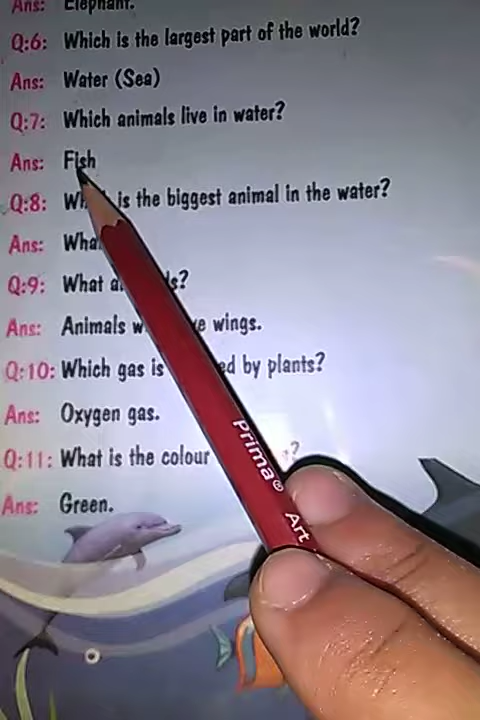 Ans: Elephant.
Q:6: Which is the largest part of the world?
Ans: Water (Sea)
Q:7: Which animals live in water?
Ans: Fish
Q:8: is the biggest animal in the water?
Ans:
Q:9: What
Ans: Animals wings.
Q:10: Which gas is by plants?
Ans: Oxygen gas.
Q:11: What is the colour
Ans: Green.
Prima® Art